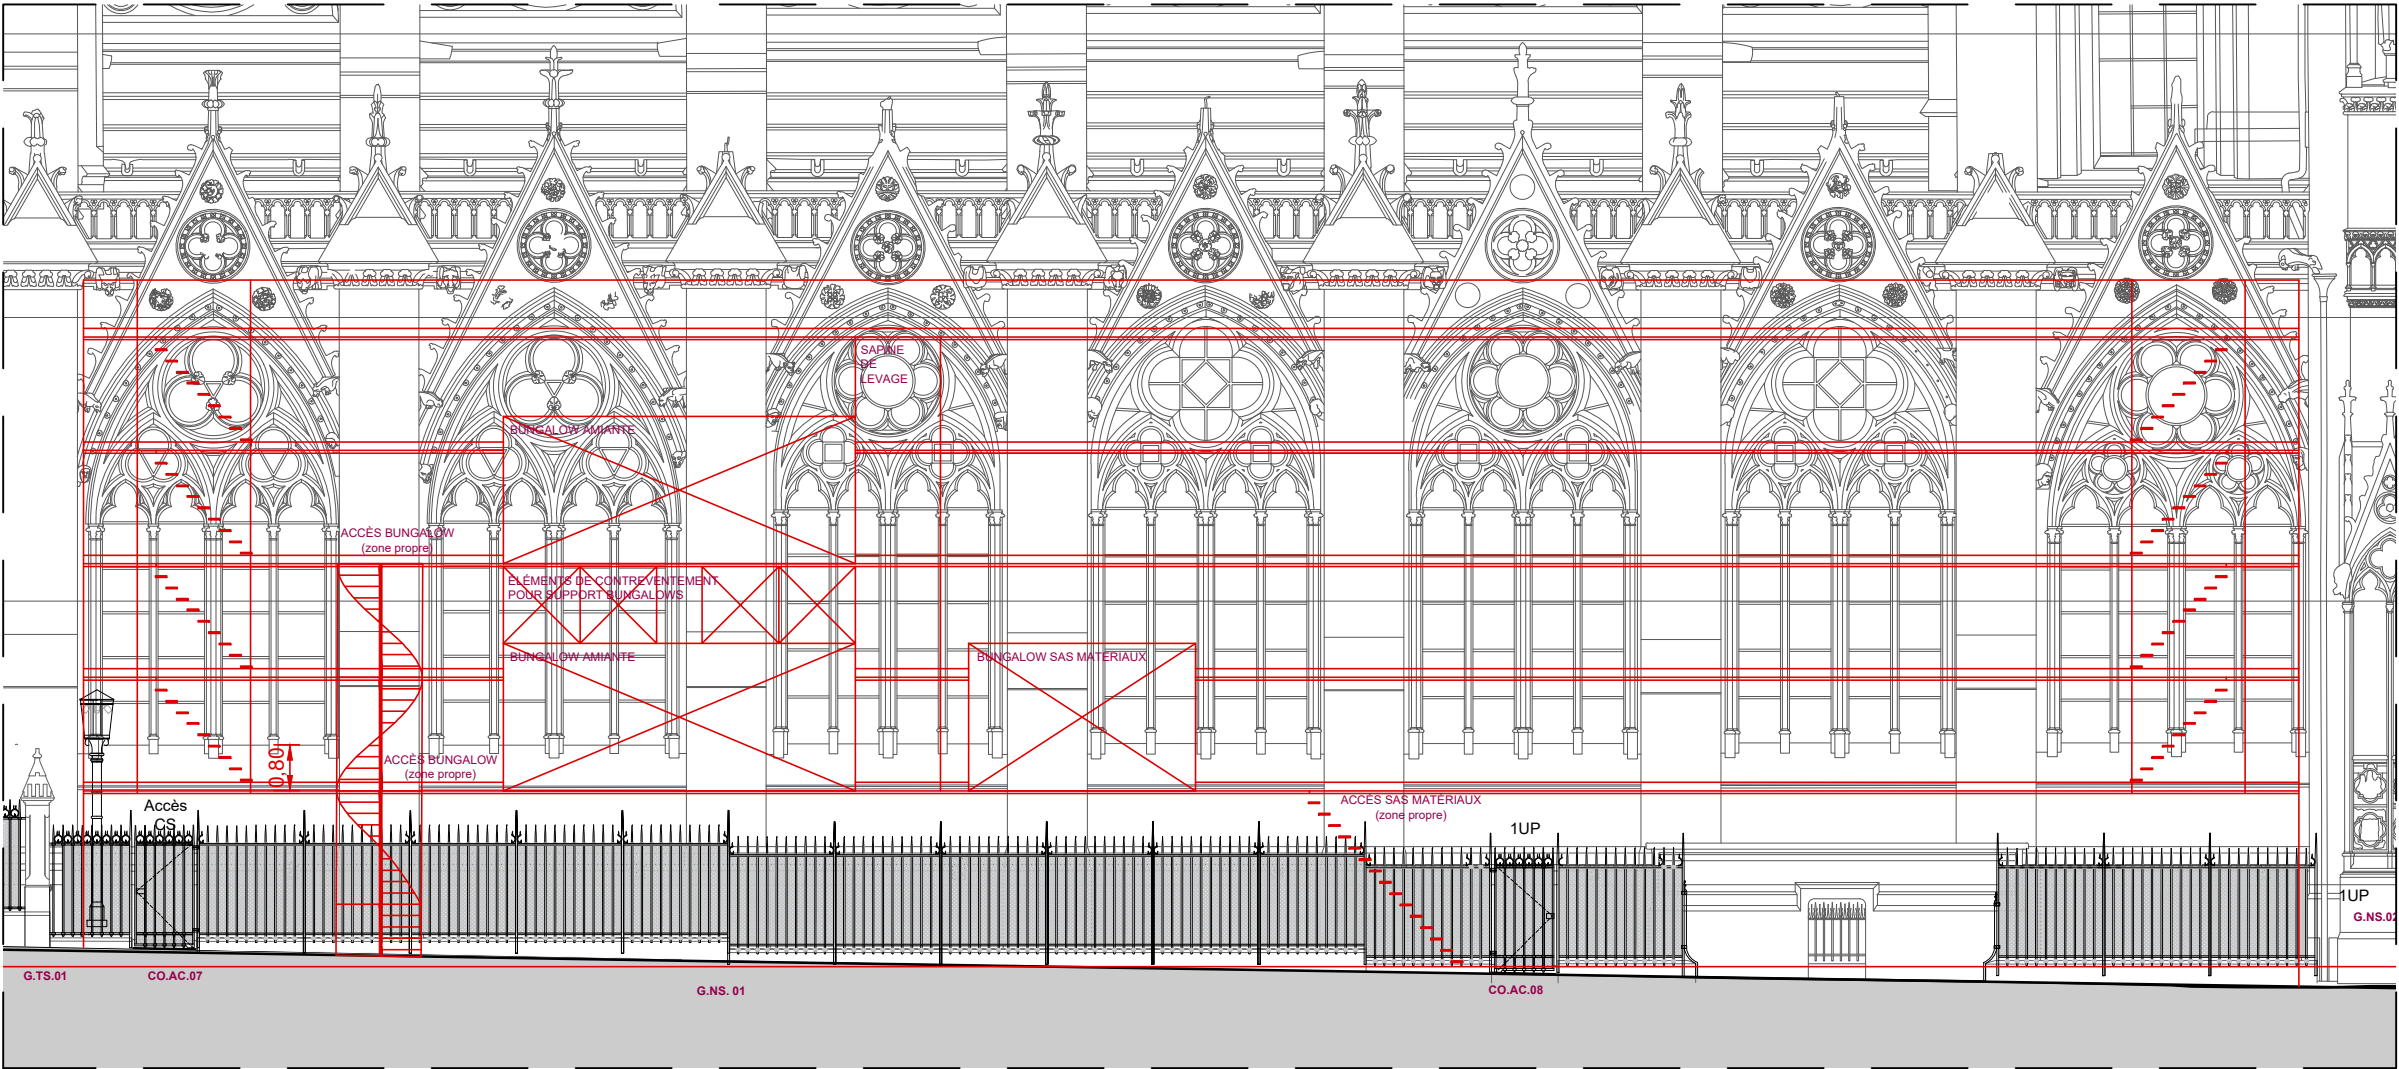 SAPINE
DE
LEVAGE
BUNGALOW AMIANTE
ACCÈS BUNGALOW
(zone propre)
ÉLÉMENTS DE CONTREVENTEMENT
POUR SUPPORT BUNGALOWS
BUNGALOW AMIANTE
BUNGALOW SAS MATÉRIAUX
ACCÈS BUNGALOW
(zone propre)
0,80
Accès
CS
ACCÈS SAS MATÉRIAUX
(zone propre)
1UP
1UP
G.NS.02
G.TS.01
CO.AC.07
G.NS. 01
CO.AC.08